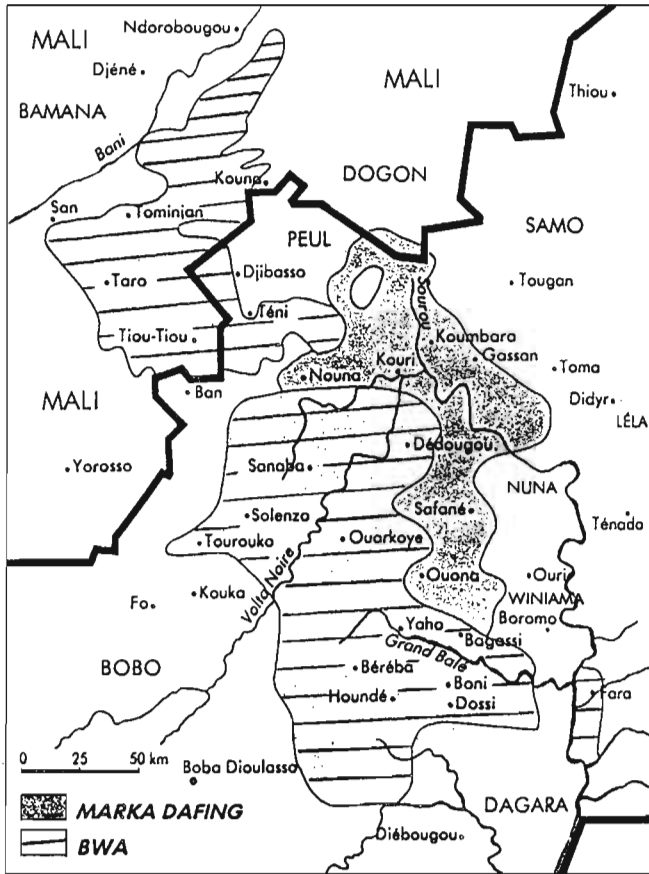 Ndorobougou
MALI
Djéné
MALI
Thiou
BAMANA
Bani
DOGON
Kouna
San
Tominian
SAMO
PEUL
Taro
Djibasso
Tougan
Sourou
Téni
Koumbara
Tiou-Tiou
Gassan
Kouri
Toma
Nouna
MALI
Ban
Didyr
LÉLA
Dédougou
Yorosso
Sanaba
NUNA
Solenzo
Safané
Ténado
Tourouko
Ouarkoye
Volta Noire
Kouka
Ouona
Ouri
Fo
WINIAMA
Yaho
Boromo
Bagassi
Grand Balé
BOBO
Béréba
Boni
Fara
Houndé
Dossi
0 25 50 km
Boba Dioulasso
MARKA DAFING
DAGARA
BWA
Diébougou